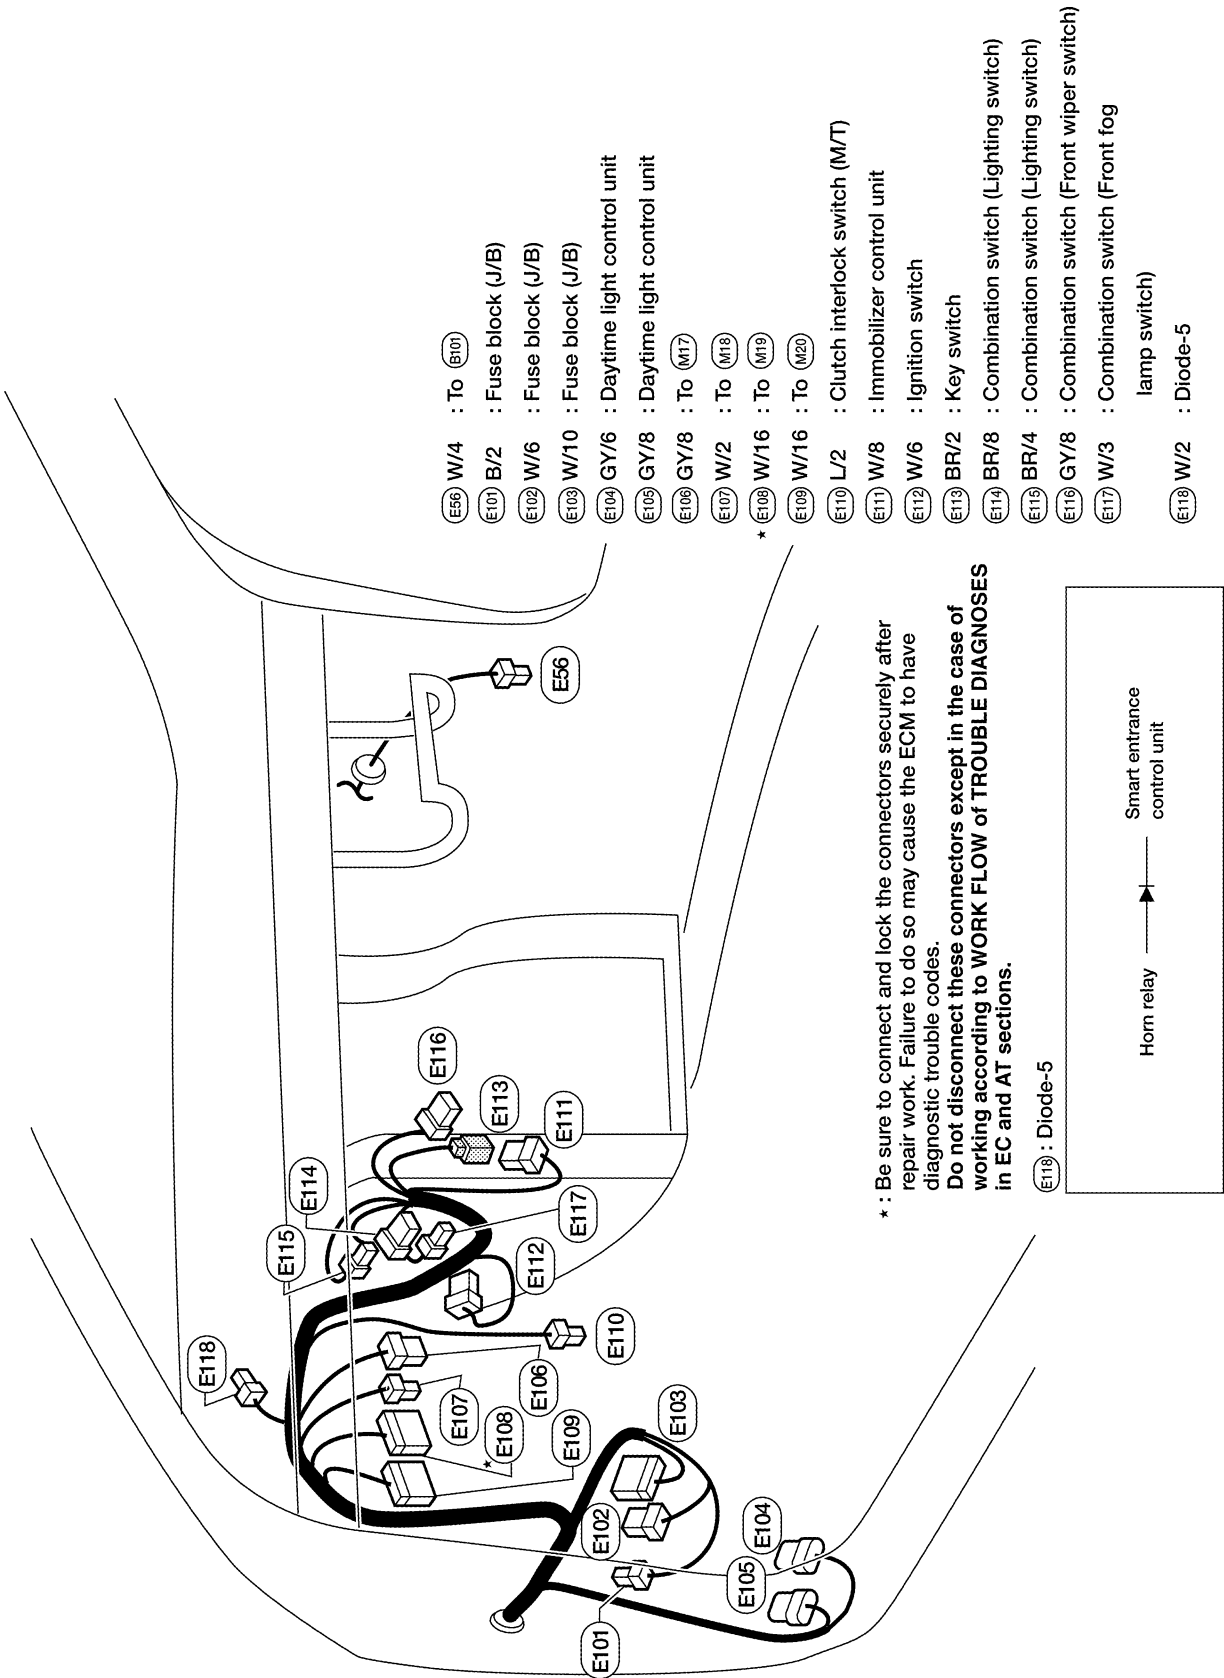 E118
E115
E114
E116
E113
E111
E117
E112
E110
E106
E107
★
E108
E109
E103
E102
E101
E105
E104
E56
E56 W/4 : To B101
E101 B/2 : Fuse block (J/B)
E102 W/6 : Fuse block (J/B)
E103 W/10 : Fuse block (J/B)
E104 GY/6 : Daytime light control unit
E105 GY/8 : Daytime light control unit
E106 GY/8 : To M17
E107 W/2 : To M18
★ E108 W/16 : To M19
E109 W/16 : To M20
E110 L/2 : Clutch interlock switch (M/T)
E111 W/8 : Immobilizer control unit
E112 W/6 : Ignition switch
E113 BR/2 : Key switch
E114 BR/8 : Combination switch (Lighting switch)
E115 BR/4 : Combination switch (Lighting switch)
E116 GY/8 : Combination switch (Front wiper switch)
E117 W/3 : Combination switch (Front fog
lamp switch)
E118 W/2 : Diode-5
★ : Be sure to connect and lock the connectors securely after
repair work. Failure to do so may cause the ECM to have
diagnostic trouble codes.
Do not disconnect these connectors except in the case of
working according to WORK FLOW of TROUBLE DIAGNOSES
in EC and AT sections.
E118 : Diode-5
Horn relay
Smart entrance
control unit